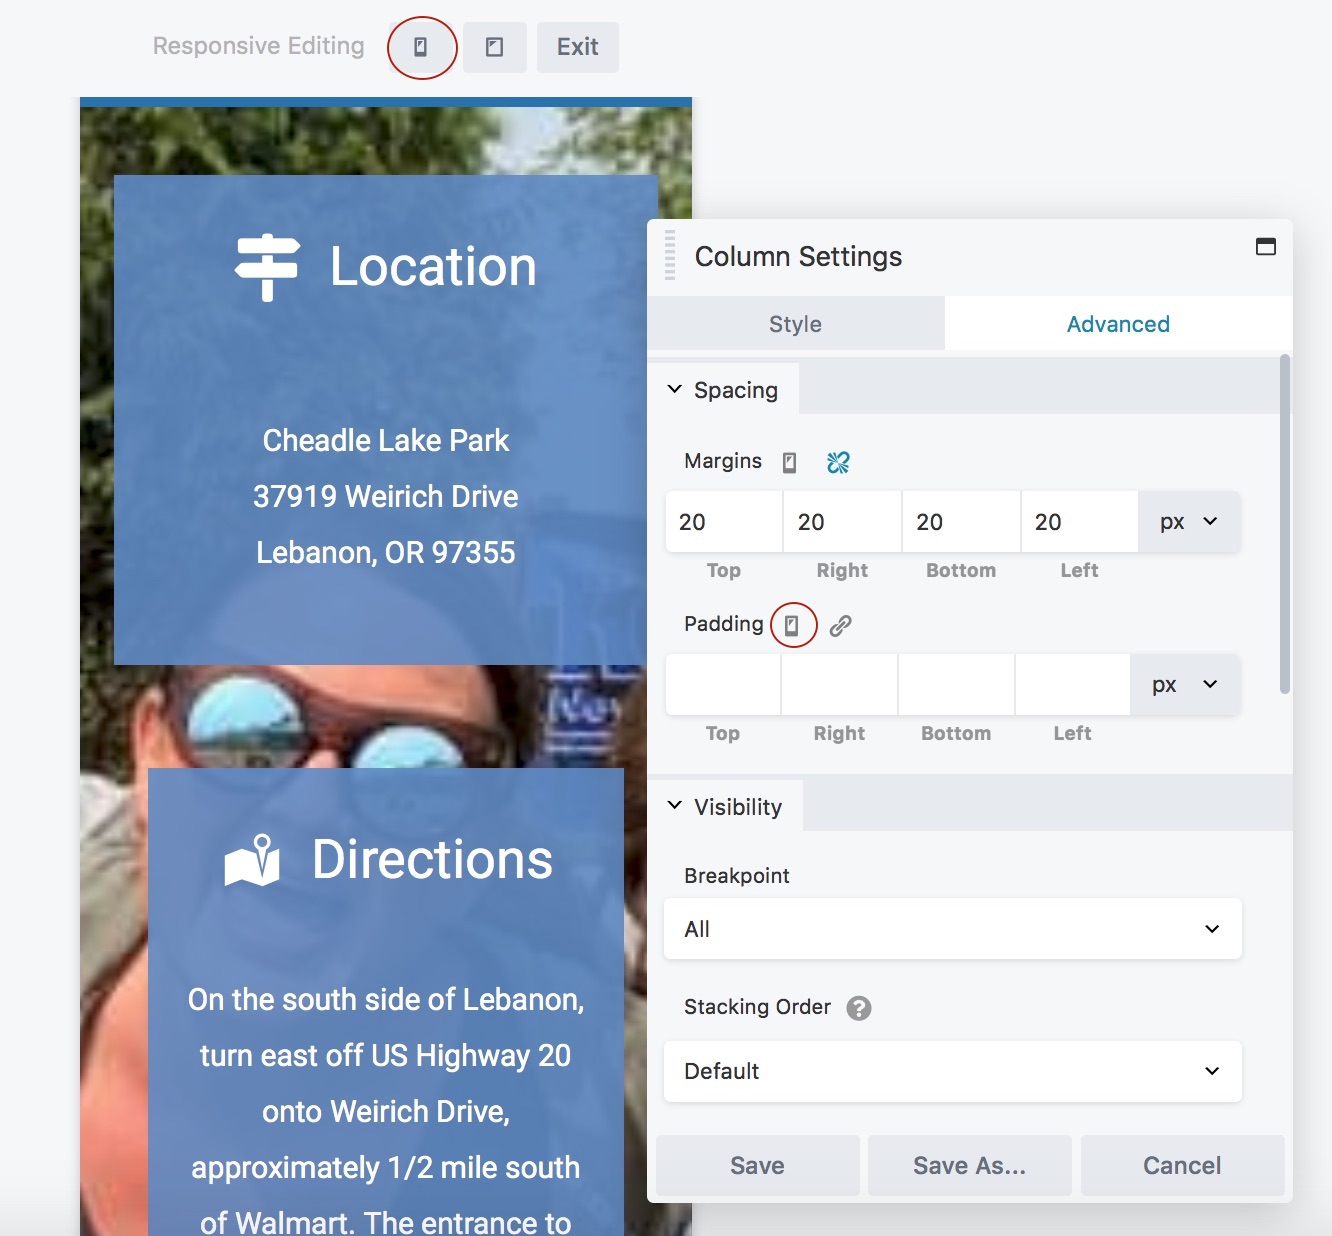 Responsive Editing
Exit
Location
Cheadle Lake Park
37919 Weirich Drive
Lebanon, OR 97355
Directions
On the south side of Lebanon,
turn east off US Highway 20
onto Weirich Drive,
approximately 1/2 mile south
of Walmart. The entrance to
Column Settings
Style Advanced
Spacing
Margins
20 20 20 20 px
Top Right Bottom Left
Padding
px
Top Right Bottom Left
Visibility
Breakpoint
All
Stacking Order ?
Default
Save Save As... Cancel